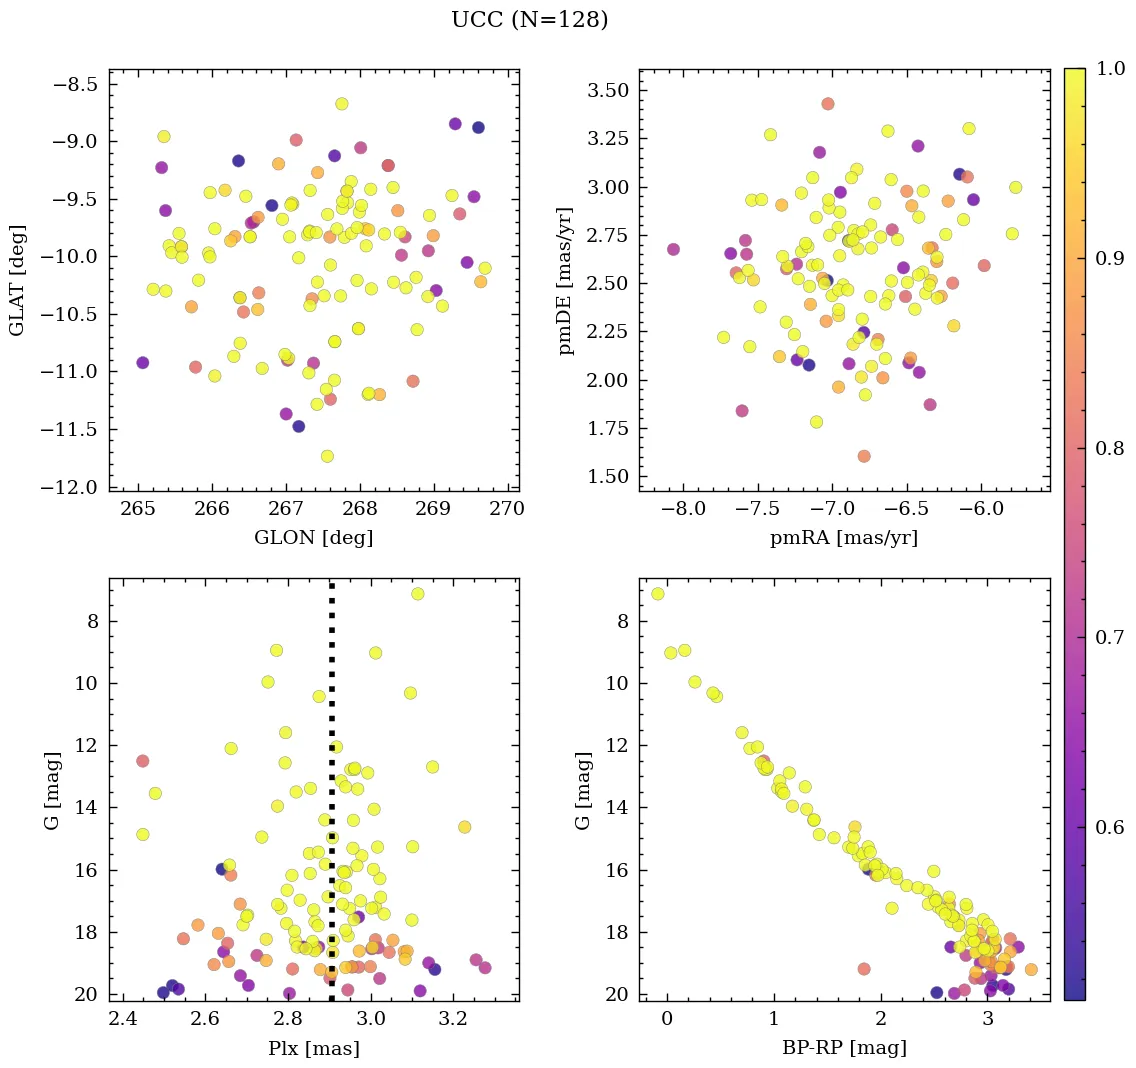 UCC (N=128)
−8.5
−9.0
−9.5
−10.0
−10.5
−11.0
−11.5
−12.0
GLAT [deg]
265 266 267 268 269 270
GLON [deg]
3.50
3.25
3.00
2.75
2.50
2.25
2.00
1.75
1.50
pmDE [mas/yr]
−8.0 −7.5 −7.0 −6.5 −6.0
pmRA [mas/yr]
8
10
12
14
16
18
20
G [mag]
2.4 2.6 2.8 3.0 3.2
Plx [mas]
8
10
12
14
16
18
20
G [mag]
0 1 2 3
BP-RP [mag]
1.0
0.9
0.8
0.7
0.6